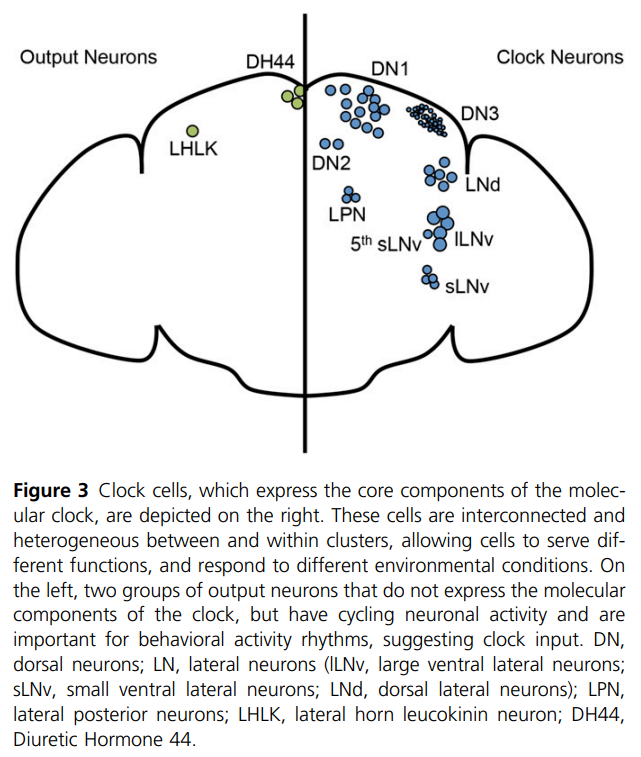 Output Neurons
DH44
DN1
Clock Neurons
DN3
LHLK
DN2
LNd
LPN
5th sLNv
lLNv
sLNv
Figure 3 Clock cells, which express the core components of the molec-
ular clock, are depicted on the right. These cells are interconnected and
heterogeneous between and within clusters, allowing cells to serve dif-
ferent functions, and respond to different environmental conditions. On
the left, two groups of output neurons that do not express the molecular
components of the clock, but have cycling neuronal activity and are
important for behavioral activity rhythms, suggesting clock input. DN,
dorsal neurons; LN, lateral neurons (lLNv, large ventral lateral neurons;
sLNv, small ventral lateral neurons; LNd, dorsal lateral neurons); LPN,
lateral posterior neurons; LHLK, lateral horn leucokinin neuron; DH44,
Diuretic Hormone 44.